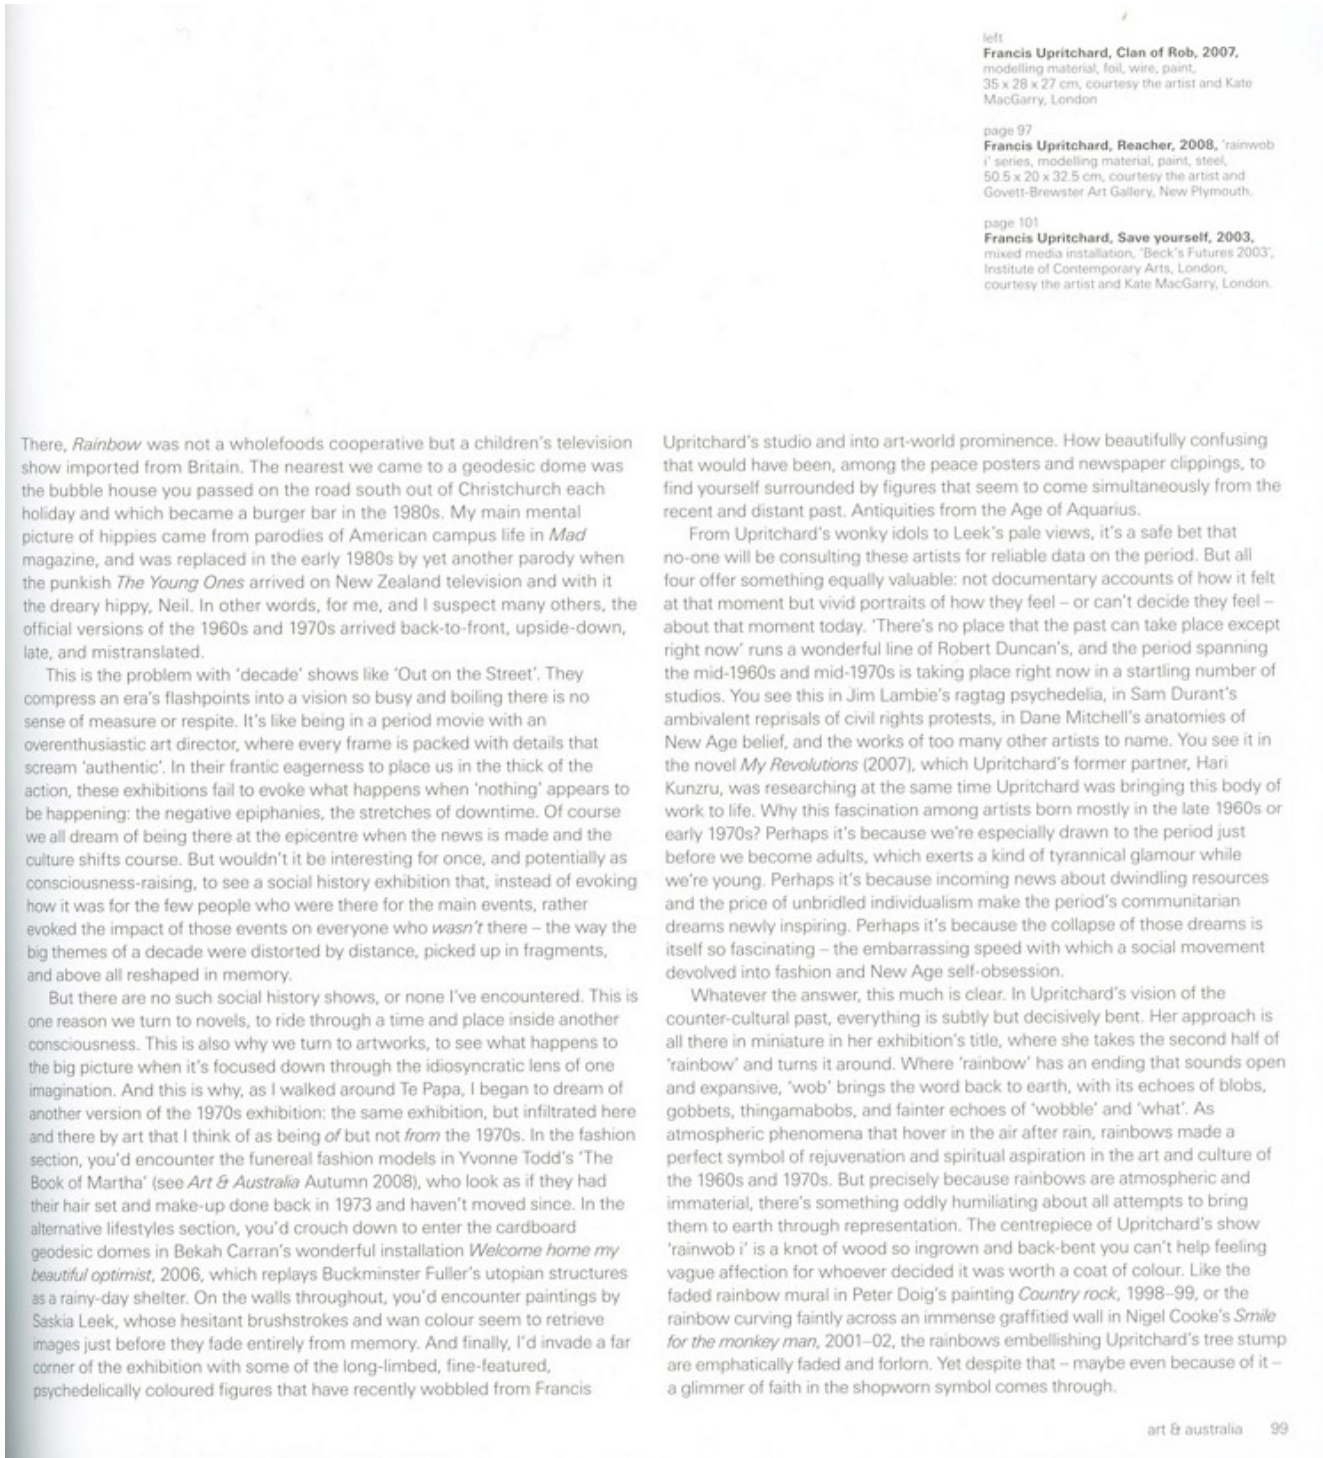 left
Francis Upritchard, Clan of Rob, 2007,
modelling material, foil, wire, paint,
35 x 28 x 27 cm, courtesy the artist and Kate
MacGarry, London
page 97
Francis Upritchard, Reacher, 2008, 'rainwob
i' series, modelling material, paint, steel,
50.5 x 20 x 32.5 cm, courtesy the artist and
Govett-Brewster Art Gallery, New Plymouth.
page 101
Francis Upritchard, Save yourself, 2003,
mixed media installation, 'Beck's Futures 2003',
Institute of Contemporary Arts, London,
courtesy the artist and Kate MacGarry, London.
There, Rainbow was not a wholefoods cooperative but a children's television
show imported from Britain. The nearest we came to a geodesic dome was
the bubble house you passed on the road south out of Christchurch each
holiday and which became a burger bar in the 1980s. My main mental
picture of hippies came from parodies of American campus life in Mad
magazine, and was replaced in the early 1980s by yet another parody when
the punkish The Young Ones arrived on New Zealand television and with it
the dreary hippy, Neil. In other words, for me, and I suspect many others, the
official versions of the 1960s and 1970s arrived back-to-front, upside-down,
late, and mistranslated.
This is the problem with 'decade' shows like 'Out on the Street'. They
compress an era's flashpoints into a vision so busy and boiling there is no
sense of measure or respite. It's like being in a period movie with an
overenthusiastic art director, where every frame is packed with details that
scream 'authentic'. In their frantic eagerness to place us in the thick of the
action, these exhibitions fail to evoke what happens when 'nothing' appears to
be happening: the negative epiphanies, the stretches of downtime. Of course
we all dream of being there at the epicentre when the news is made and the
culture shifts course. But wouldn't it be interesting for once, and potentially as
consciousness-raising, to see a social history exhibition that, instead of evoking
how it was for the few people who were there for the main events, rather
evoked the impact of those events on everyone who wasn't there – the way the
big themes of a decade were distorted by distance, picked up in fragments,
and above all reshaped in memory.
But there are no such social history shows, or none I've encountered. This is
one reason we turn to novels, to ride through a time and place inside another
consciousness. This is also why we turn to artworks, to see what happens to
the big picture when it's focused down through the idiosyncratic lens of one
imagination. And this is why, as I walked around Te Papa, I began to dream of
another version of the 1970s exhibition: the same exhibition, but infiltrated here
and there by art that I think of as being of but not from the 1970s. In the fashion
section, you'd encounter the funereal fashion models in Yvonne Todd's 'The
Book of Martha' (see Art & Australia Autumn 2008), who look as if they had
their hair set and make-up done back in 1973 and haven't moved since. In the
alternative lifestyles section, you'd crouch down to enter the cardboard
geodesic domes in Bekah Carran's wonderful installation Welcome home my
beautiful optimist, 2006, which replays Buckminster Fuller's utopian structures
as a rainy-day shelter. On the walls throughout, you'd encounter paintings by
Saskia Leek, whose hesitant brushstrokes and wan colour seem to retrieve
images just before they fade entirely from memory. And finally, I'd invade a far
corner of the exhibition with some of the long-limbed, fine-featured,
psychedelically coloured figures that have recently wobbled from Francis
Upritchard's studio and into art-world prominence. How beautifully confusing
that would have been, among the peace posters and newspaper clippings, to
find yourself surrounded by figures that seem to come simultaneously from the
recent and distant past. Antiquities from the Age of Aquarius.
From Upritchard's wonky idols to Leek's pale views, it's a safe bet that
no-one will be consulting these artists for reliable data on the period. But all
four offer something equally valuable: not documentary accounts of how it felt
at that moment but vivid portraits of how they feel – or can't decide they feel –
about that moment today. 'There's no place that the past can take place except
right now' runs a wonderful line of Robert Duncan's, and the period spanning
the mid-1960s and mid-1970s is taking place right now in a startling number of
studios. You see this in Jim Lambie's ragtag psychedelia, in Sam Durant's
ambivalent reprisals of civil rights protests, in Dane Mitchell's anatomies of
New Age belief, and the works of too many other artists to name. You see it in
the novel My Revolutions (2007), which Upritchard's former partner, Hari
Kunzru, was researching at the same time Upritchard was bringing this body of
work to life. Why this fascination among artists born mostly in the late 1960s or
early 1970s? Perhaps it's because we're especially drawn to the period just
before we become adults, which exerts a kind of tyrannical glamour while
we're young. Perhaps it's because incoming news about dwindling resources
and the price of unbridled individualism make the period's communitarian
dreams newly inspiring. Perhaps it's because the collapse of those dreams is
itself so fascinating – the embarrassing speed with which a social movement
devolved into fashion and New Age self-obsession.
Whatever the answer, this much is clear. In Upritchard's vision of the
counter-cultural past, everything is subtly but decisively bent. Her approach is
all there in miniature in her exhibition's title, where she takes the second half of
'rainbow' and turns it around. Where 'rainbow' has an ending that sounds open
and expansive, 'wob' brings the word back to earth, with its echoes of blobs,
gobbets, thingamabobs, and fainter echoes of 'wobble' and 'what'. As
atmospheric phenomena that hover in the air after rain, rainbows made a
perfect symbol of rejuvenation and spiritual aspiration in the art and culture of
the 1960s and 1970s. But precisely because rainbows are atmospheric and
immaterial, there's something oddly humiliating about all attempts to bring
them to earth through representation. The centrepiece of Upritchard's show
'rainwob i' is a knot of wood so ingrown and back-bent you can't help feeling
vague affection for whoever decided it was worth a coat of colour. Like the
faded rainbow mural in Peter Doig's painting Country rock, 1998–99, or the
rainbow curving faintly across an immense graffitied wall in Nigel Cooke's Smile
for the monkey man, 2001–02, the rainbows embellishing Upritchard's tree stump
are emphatically faded and forlorn. Yet despite that – maybe even because of it –
a glimmer of faith in the shopworn symbol comes through.
art & australia 99